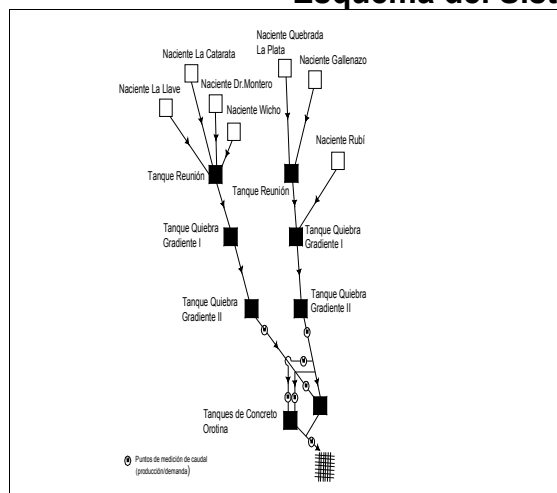 Naciente Quebrada
La Plata
Naciente La Catarata
Naciente Gallenazo
Naciente La Llave
Naciente Dr.Montero
Naciente Wicho
Naciente Rubí
Tanque Reunión
Tanque Reunión
Tanque Quiebra
Gradiente I
Tanque Quiebra
Gradiente I
Tanque Quiebra
Gradiente II
Tanque Quiebra
Gradiente II
Tanques de Concreto
Orotina
Puntos de medición de caudal
(producción/demanda)